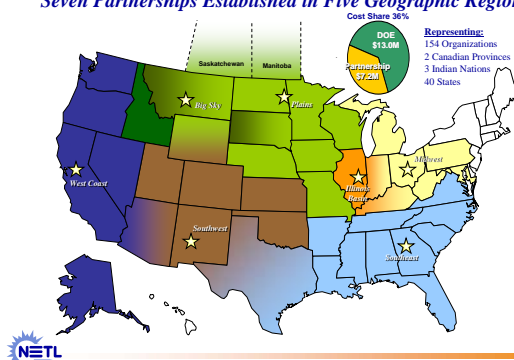 Seven Partnerships Established in Five Geographic Region
Cost Share 36%
DOE
$13.0M
Partnership
$7.2M
Representing:
154 Organizations
2 Canadian Provinces
3 Indian Nations
40 States
Saskatchewan
Manitoba
Big Sky
Plains
Midwest
West Coast
Illinois
Basin
Southwest
Southeast
NETL